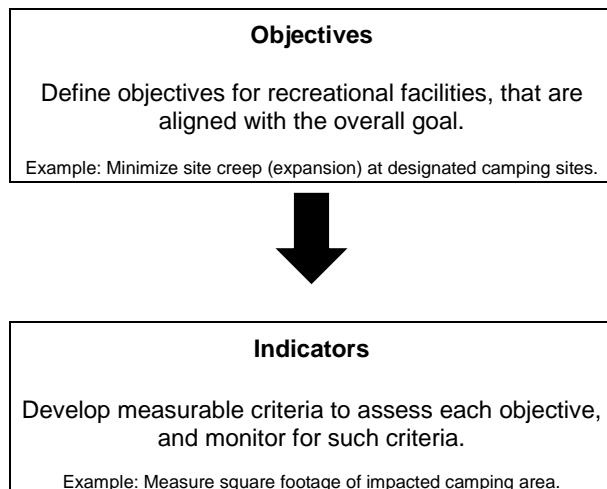 Objectives
Define objectives for recreational facilities, that are
aligned with the overall goal.
Example: Minimize site creep (expansion) at designated camping sites.
Indicators
Develop measurable criteria to assess each objective,
and monitor for such criteria.
Example: Measure square footage of impacted camping area.